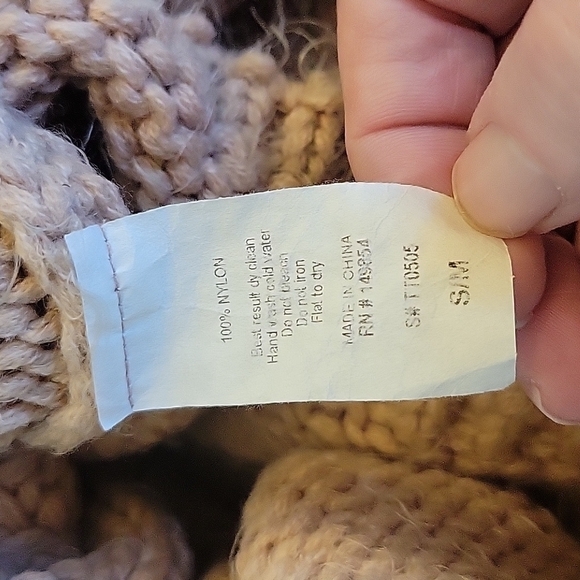 100% NYLON
Best result dy clean
Hand wash cold water
Do not bleach
Do not Iron
Flat to dry
MADE IN CHINA
RN # 149854
S# TT0505
S/M